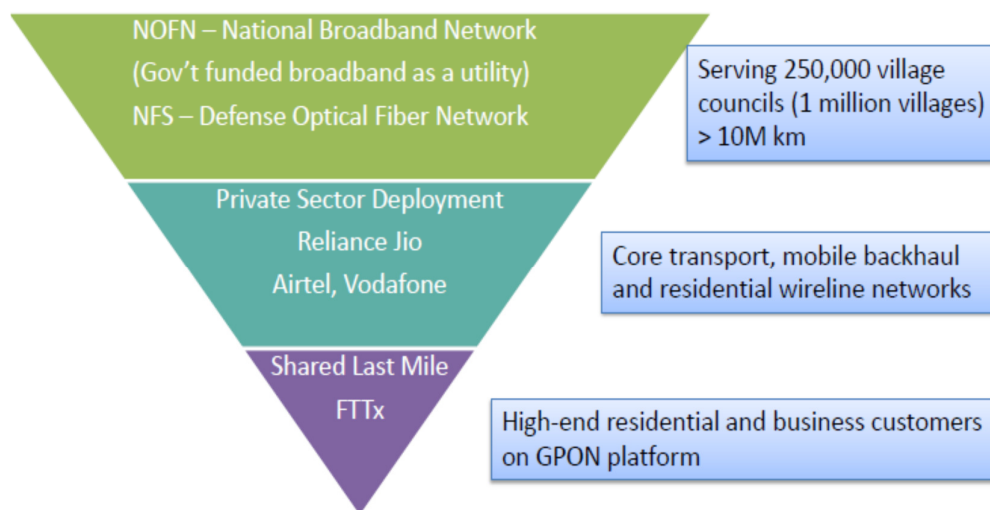 NOFN – National Broadband Network
(Gov’t funded broadband as a utility)
NFS – Defense Optical Fiber Network
Serving 250,000 village
councils (1 million villages)
> 10M km
Private Sector Deployment
Reliance Jio
Airtel, Vodafone
Core transport, mobile backhaul
and residential wireline networks
Shared Last Mile
FTTx
High-end residential and business customers
on GPON platform